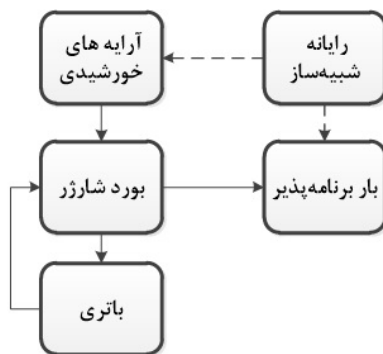 رایانه
شبیه‌ساز
آرایه های
خورشیدی
بار برنامه‌پذیر
بورد شارژر
باتری